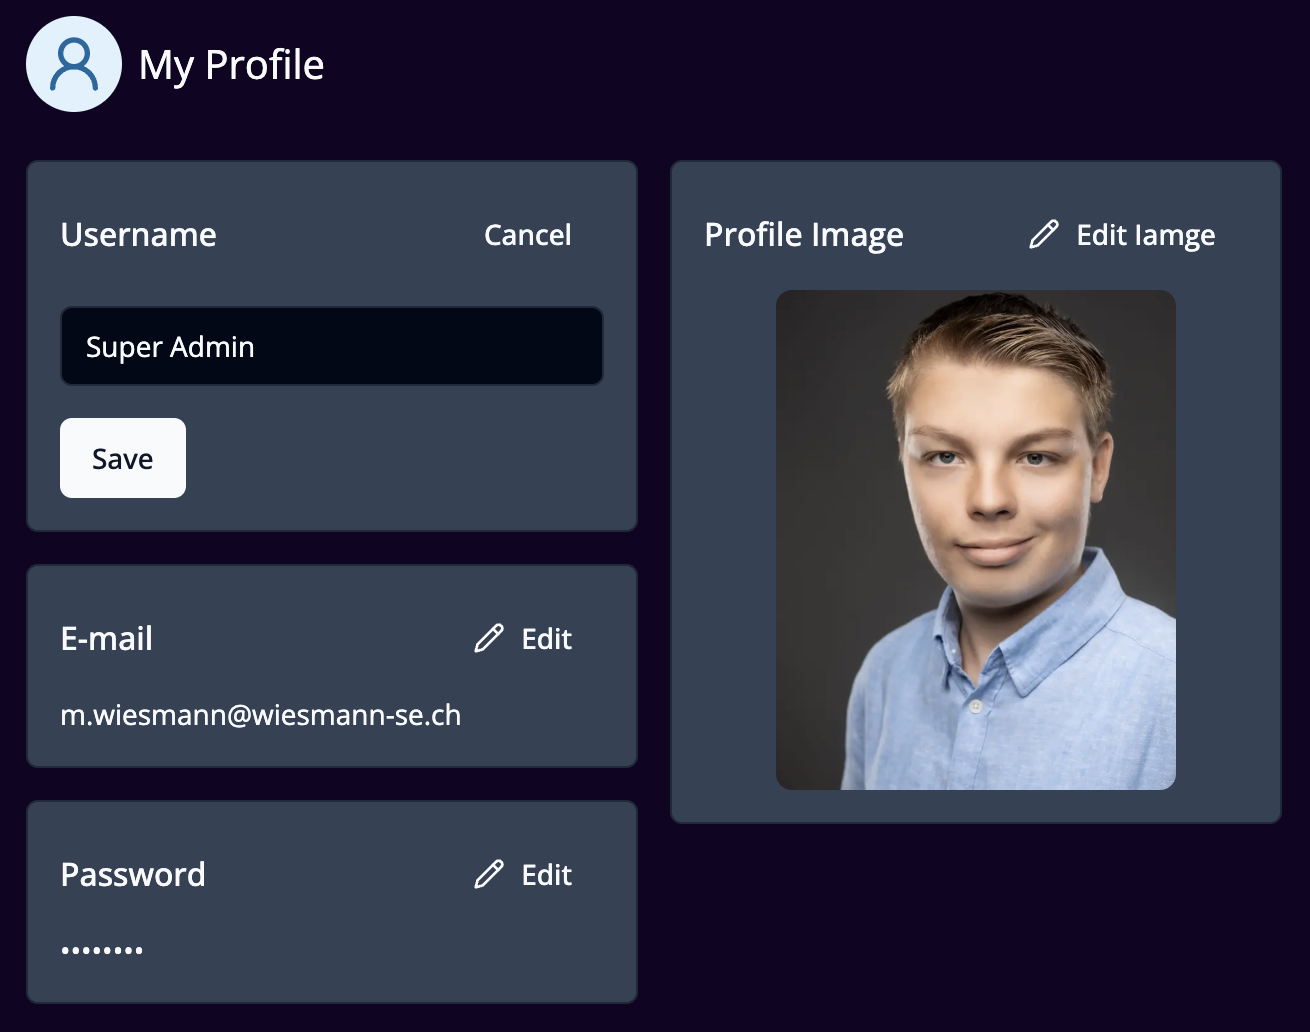 My Profile
Username
Cancel
Super Admin
Save
E-mail
Edit
m.wiesmann@wiesmann-se.ch
Password
Edit
••••••••
Profile Image
Edit Iamge